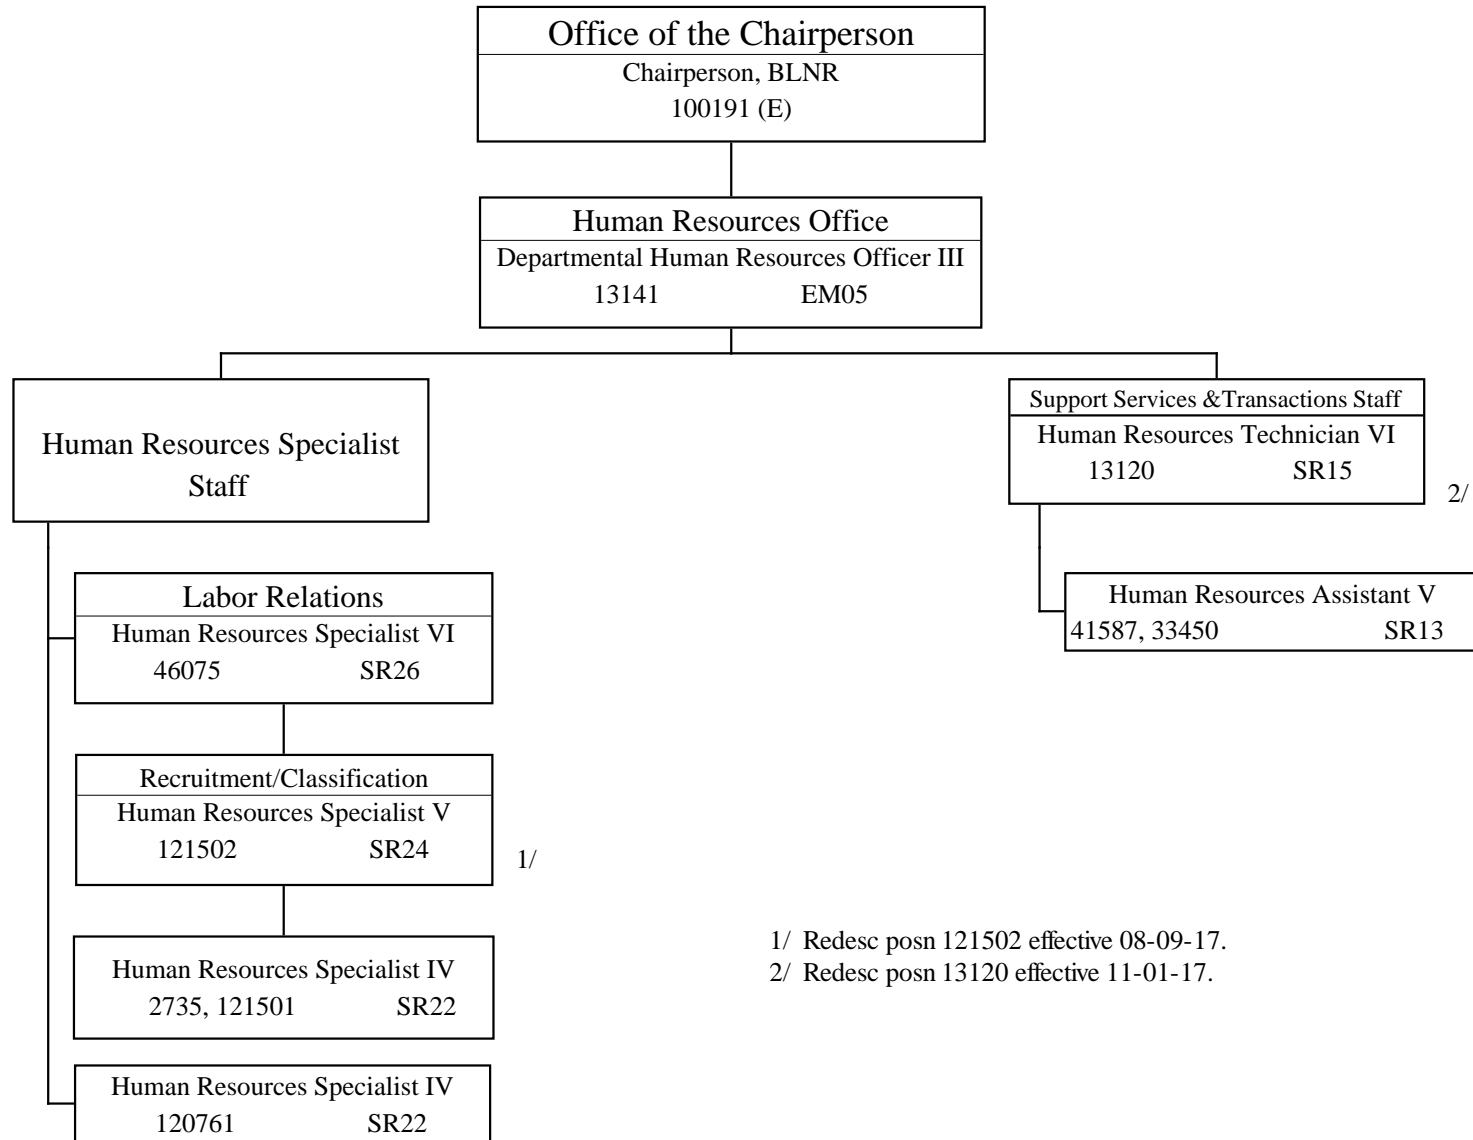 Office of the Chairperson
Chairperson, BLNR
100191 (E)
Human Resources Office
Departmental Human Resources Officer III
13141 EM05
Human Resources Specialist
Staff
Support Services &Transactions Staff
Human Resources Technician VI
13120 SR15
2/
Human Resources Assistant V
41587, 33450 SR13
Labor Relations
Human Resources Specialist VI
46075 SR26
Recruitment/Classification
Human Resources Specialist V
121502 SR24
1/
Human Resources Specialist IV
2735, 121501 SR22
Human Resources Specialist IV
120761 SR22
1/ Redesc posn 121502 effective 08-09-17.
2/ Redesc posn 13120 effective 11-01-17.